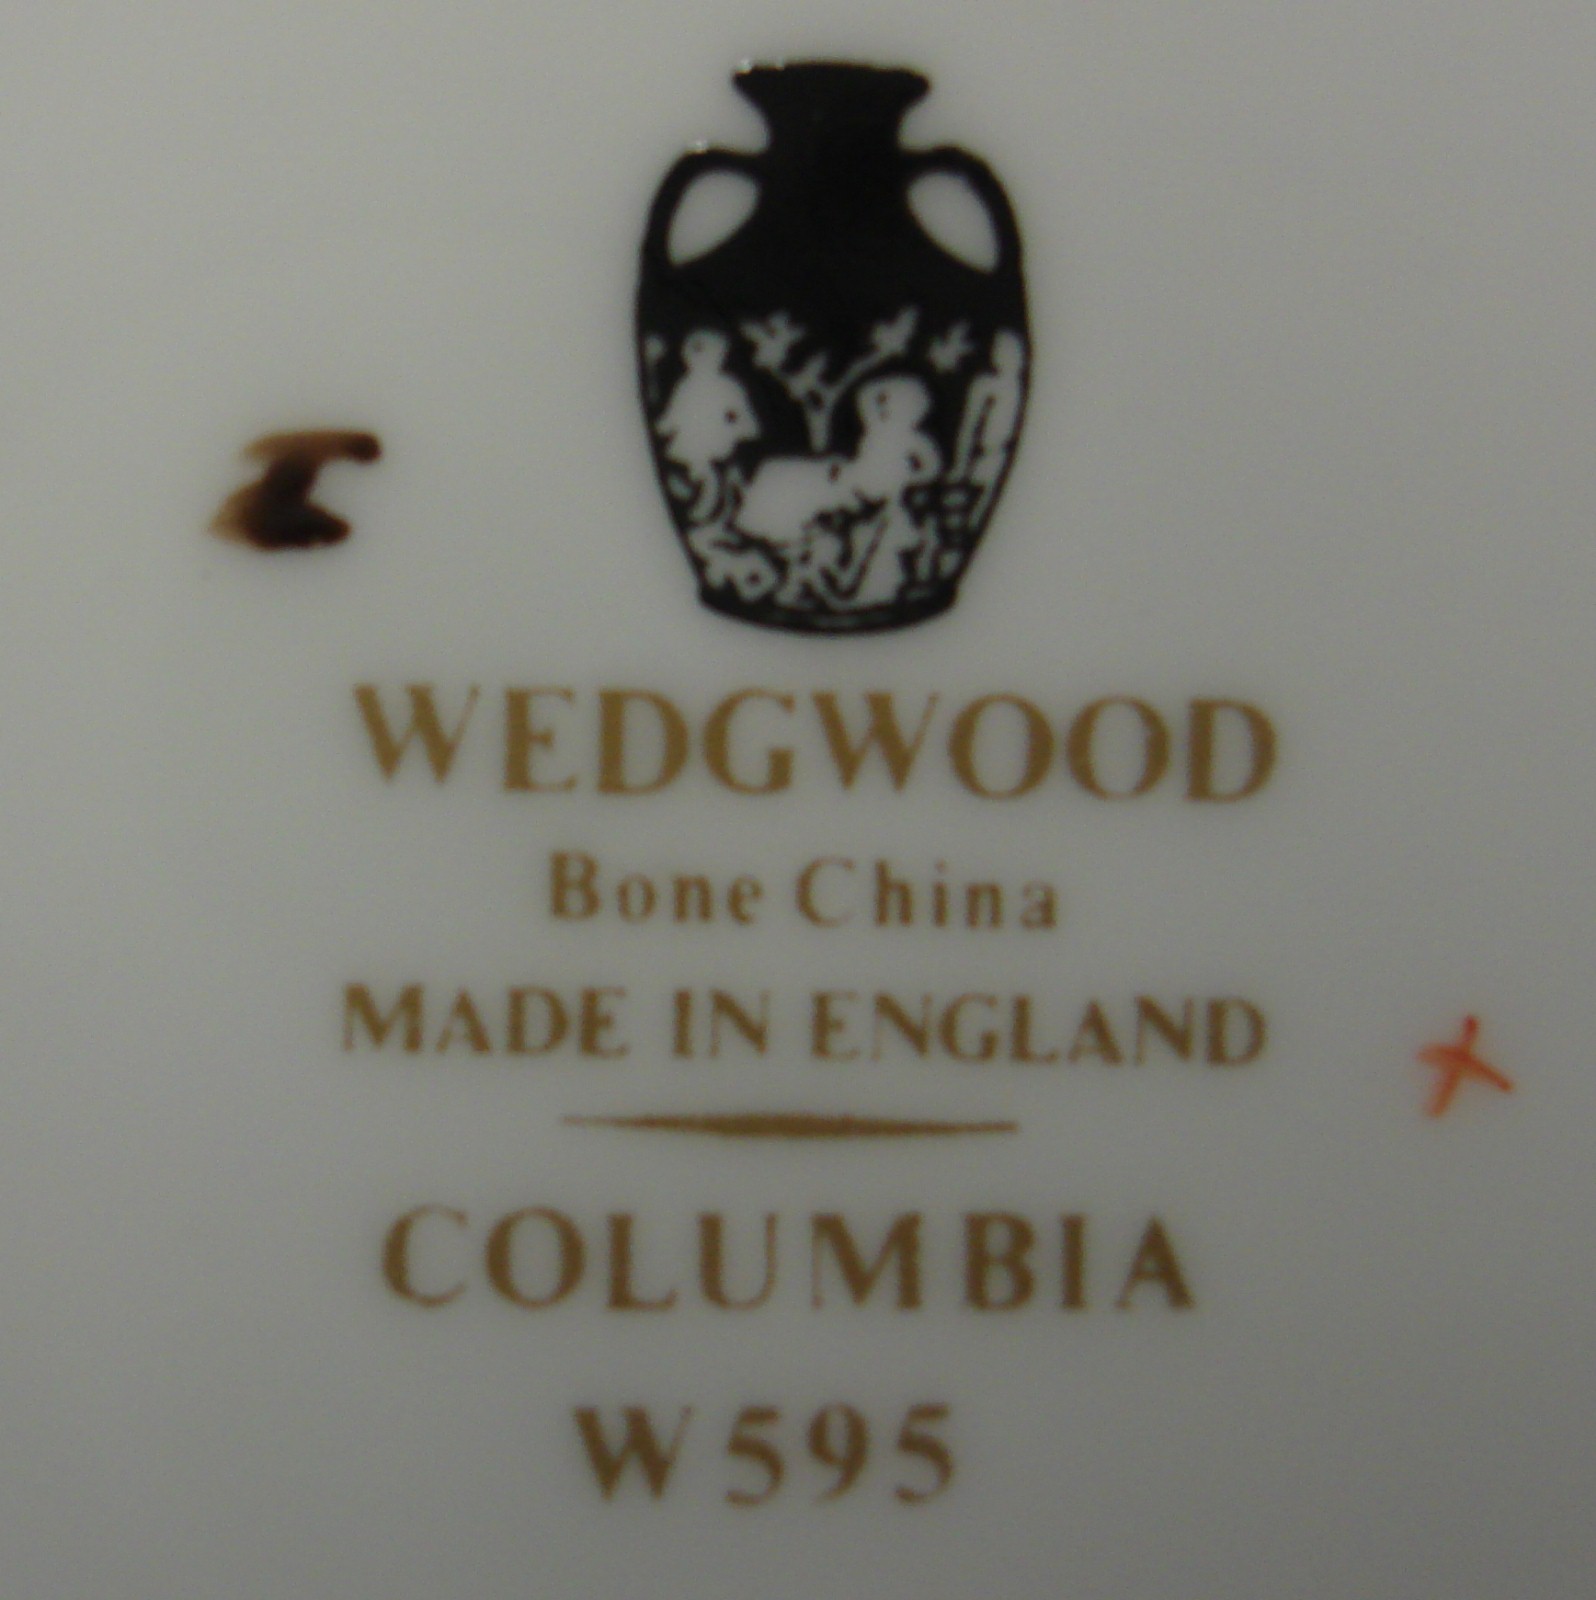 WEDGWOOD
Bone China
MADE IN ENGLAND
COLUMBIA
W595